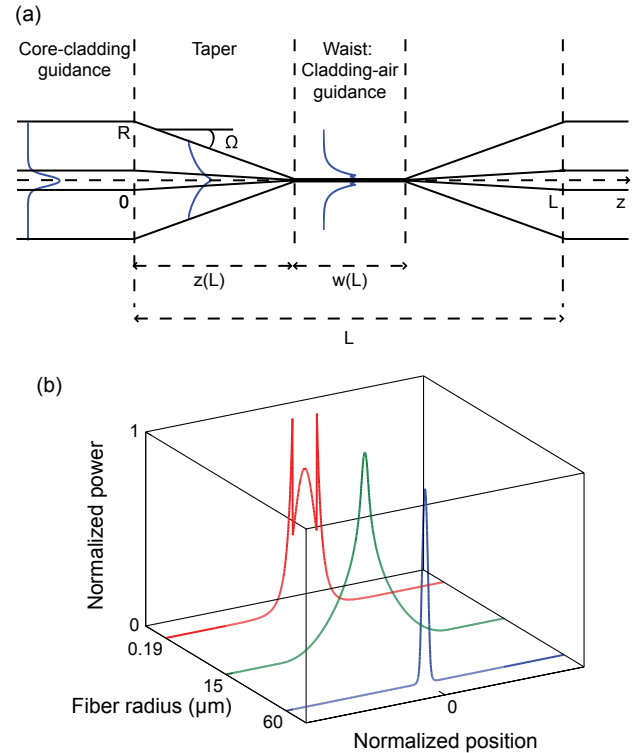 (a)
Core-cladding
guidance
Taper
Waist:
Cladding-air
guidance
R
Ω
0
L
z
z(L)
w(L)
L
(b)
1
Normalized power
0
0.19
15
60
Fiber radius (μm)
0
Normalized position